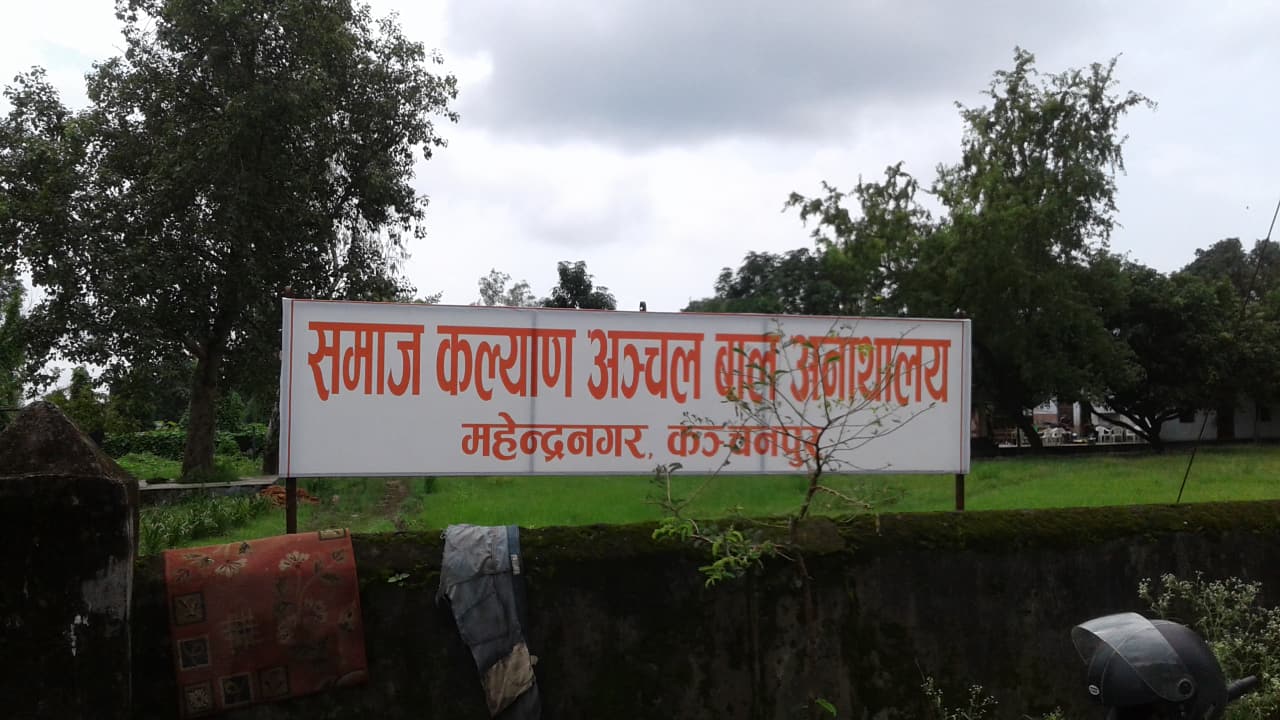 समाज कल्याण अञ्चल बाल अनाथालय
महेन्द्रनगर, कञ्चनपुर